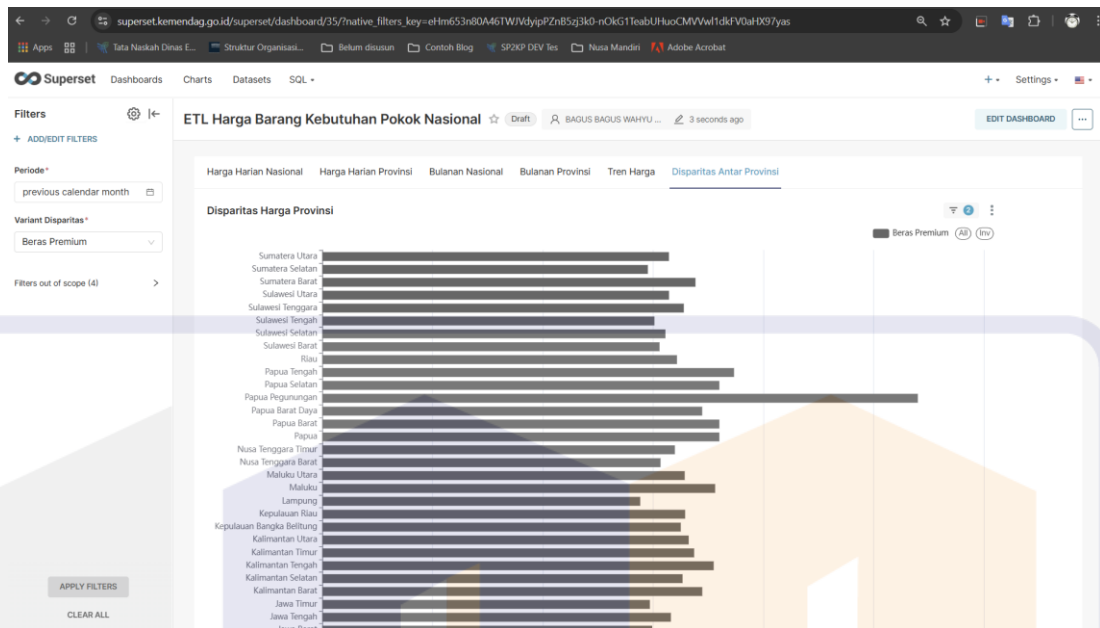 superset.kemendag.go.id/superset/dashboard/35/?native_filters_key=eHm653n80A46TWJVdyipPZnB5zj3k0-nOkG1TeabUHuoCMVVwl1dkFV0aHX97yas
Apps
Tata Naskah Dinas E...
Struktur Organisasi...
Belum disusun
Contoh Blog
SP2KP DEV Tes
Nusa Mandiri
Adobe Acrobat
Superset
Dashboards
Charts
Datasets
SQL
Settings
Filters
+ ADD/EDIT FILTERS
Periode*
previous calendar month
Variant Disparitas*
Beras Premium
Filters out of scope (4)
APPLY FILTERS
CLEAR ALL
ETL Harga Barang Kebutuhan Pokok Nasional
Draft
BAGUS BAGUS WAHYU ...
3 seconds ago
EDIT DASHBOARD
Harga Harian Nasional
Harga Harian Provinsi
Bulanan Nasional
Bulanan Provinsi
Tren Harga
Disparitas Antar Provinsi
Disparitas Harga Provinsi
2
Beras Premium
All
Inv
Sumatera Utara
Sumatera Selatan
Sumatera Barat
Sulawesi Utara
Sulawesi Tenggara
Sulawesi Tengah
Sulawesi Selatan
Sulawesi Barat
Riau
Papua Tengah
Papua Selatan
Papua Pegunungan
Papua Barat Daya
Papua Barat
Papua
Nusa Tenggara Timur
Nusa Tenggara Barat
Maluku Utara
Maluku
Lampung
Kepulauan Riau
Kepulauan Bangka Belitung
Kalimantan Utara
Kalimantan Timur
Kalimantan Tengah
Kalimantan Selatan
Kalimantan Barat
Jawa Timur
Jawa Tengah
Jawa Barat